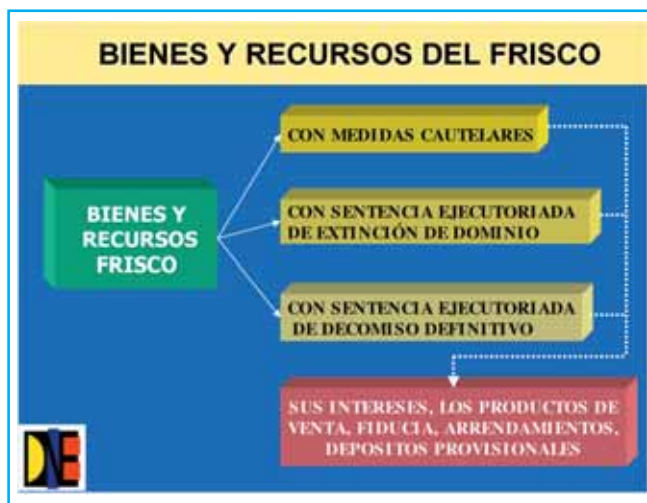 BIENES Y RECURSOS DEL FRISCO
CON MEDIDAS CAUTELARES
BIENES Y
RECURSOS
FRISCO
CON SENTENCIA EJECUTORIADA
DE EXTINCIÓN DE DOMINIO
CON SENTENCIA EJECUTORIADA
DE DECOMISO DEFINITIVO
SUS INTERESES, LOS PRODUCTOS DE
VENTA, FIDUCIA, ARRENDAMIENTOS,
DEPOSITOS PROVISIONALES
DNE